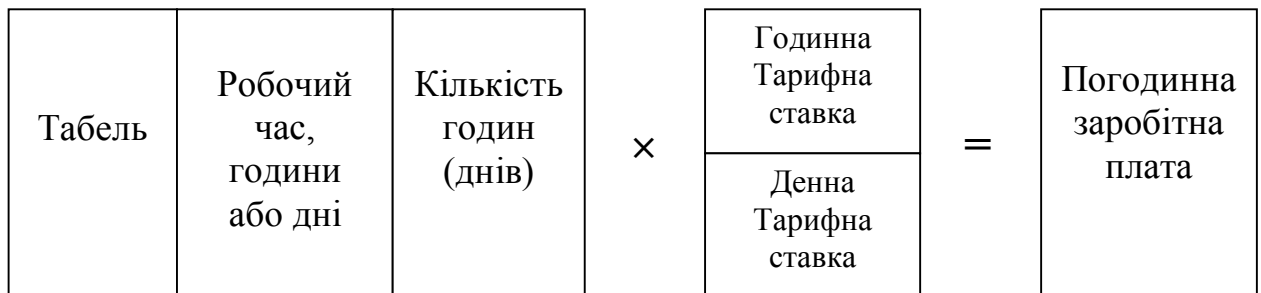 Табель
Робочий
час,
години
або дні
Кількість
годин
(днів)
×
Годинна
Тарифна
ставка
Денна
Тарифна
ставка
=
Погодинна
заробітна
плата